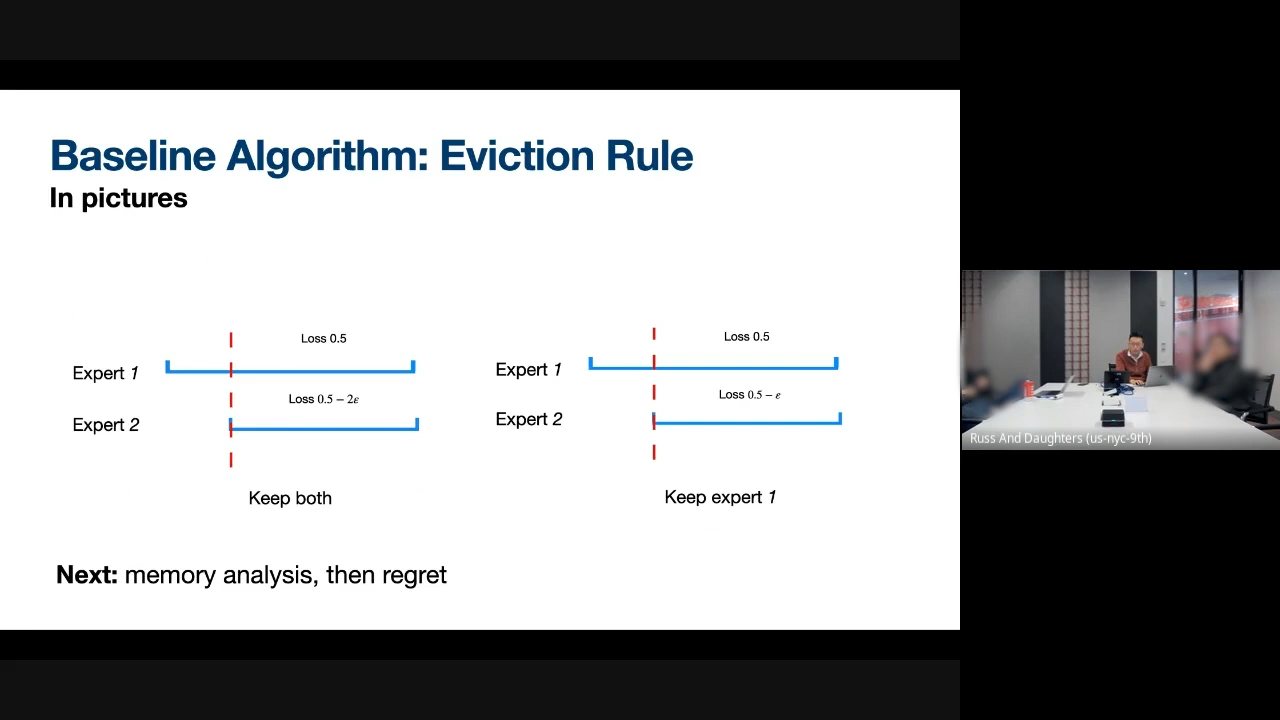 Baseline Algorithm: Eviction Rule
In pictures
Loss 0.5
Expert 1
Loss 0.5 − 2ε
Expert 2
Keep both
Loss 0.5
Expert 1
Loss 0.5 − ε
Expert 2
Keep expert 1
Next: memory analysis, then regret
Russ And Daughters (us-nyc-9th)